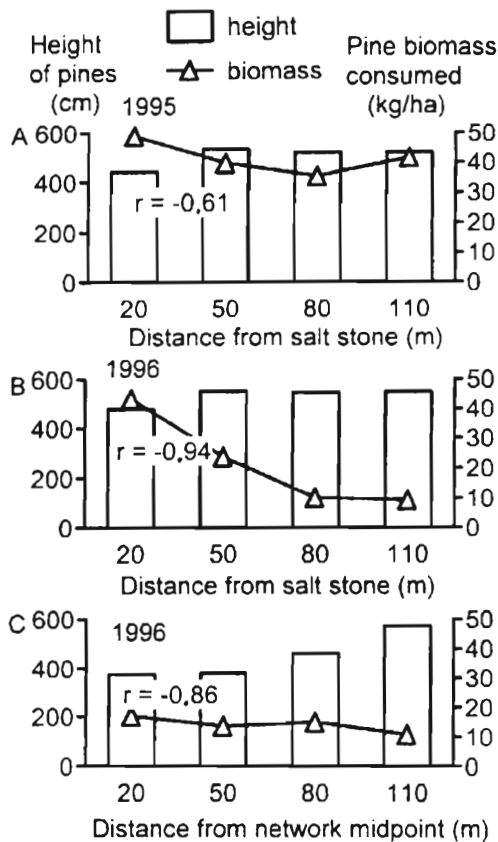 Height
of pines
(cm)
height
biomass
Pine biomass
consumed
(kg/ha)
A
1995
600
400
200
0
50
40
30
20
10
0
r = -0,61
20 50 80 110
Distance from salt stone (m)
B
1996
600
400
200
0
50
40
30
20
10
0
r = -0,94
20 50 80 110
Distance from salt stone (m)
C
1996
600
400
200
0
50
40
30
20
10
0
r = -0,86
20 50 80 110
Distance from network midpoint (m)